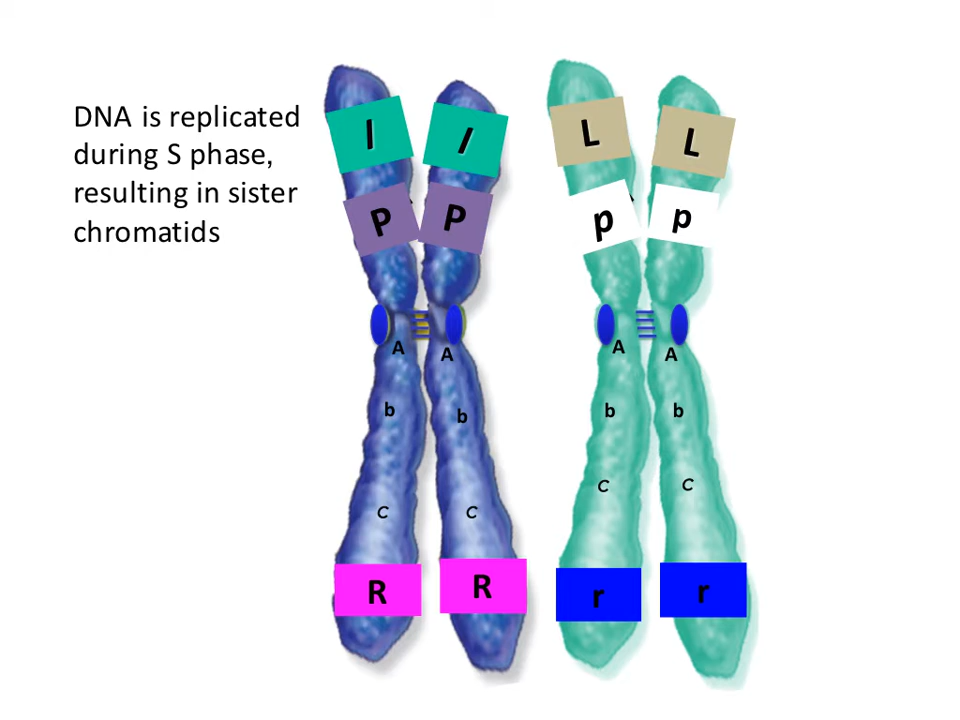 DNA is replicated
during S phase,
resulting in sister
chromatids
l l L L
P P p p
A A A A
b b b b
C C C C
R R r r